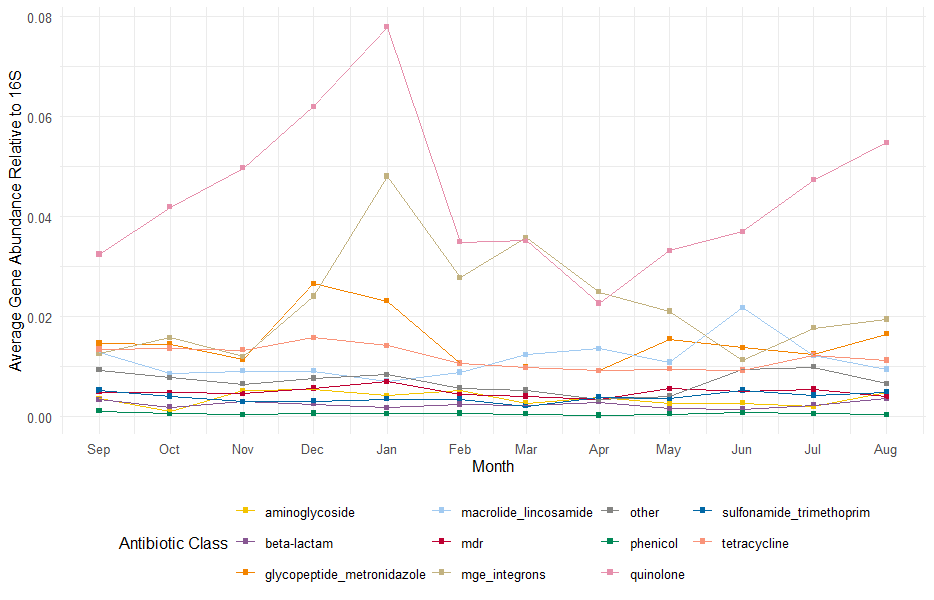 0.08
0.06
0.04
0.02
0.00
Average Gene Abundance Relative to 16S
Sep Oct Nov Dec Jan Feb Mar Apr May Jun Jul Aug
Month
Antibiotic Class
aminoglycoside macrolide_lincosamide other sulfonamide_trimethoprim
beta-lactam mdr phenicol tetracycline
glycopeptide_metronidazole mge_integrons quinolone